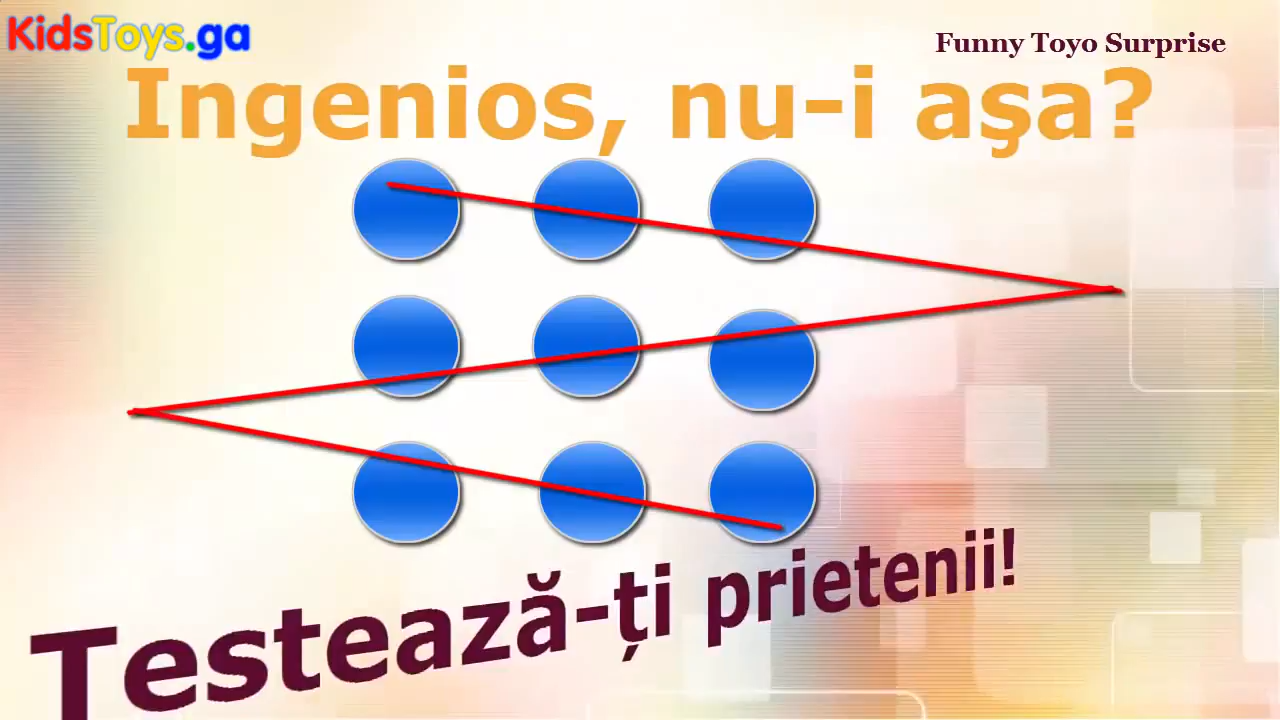 KidsToys.ga
Funny Toyo Surprise
Ingenios, nu-i aşa?
Testează-ți prietenii!